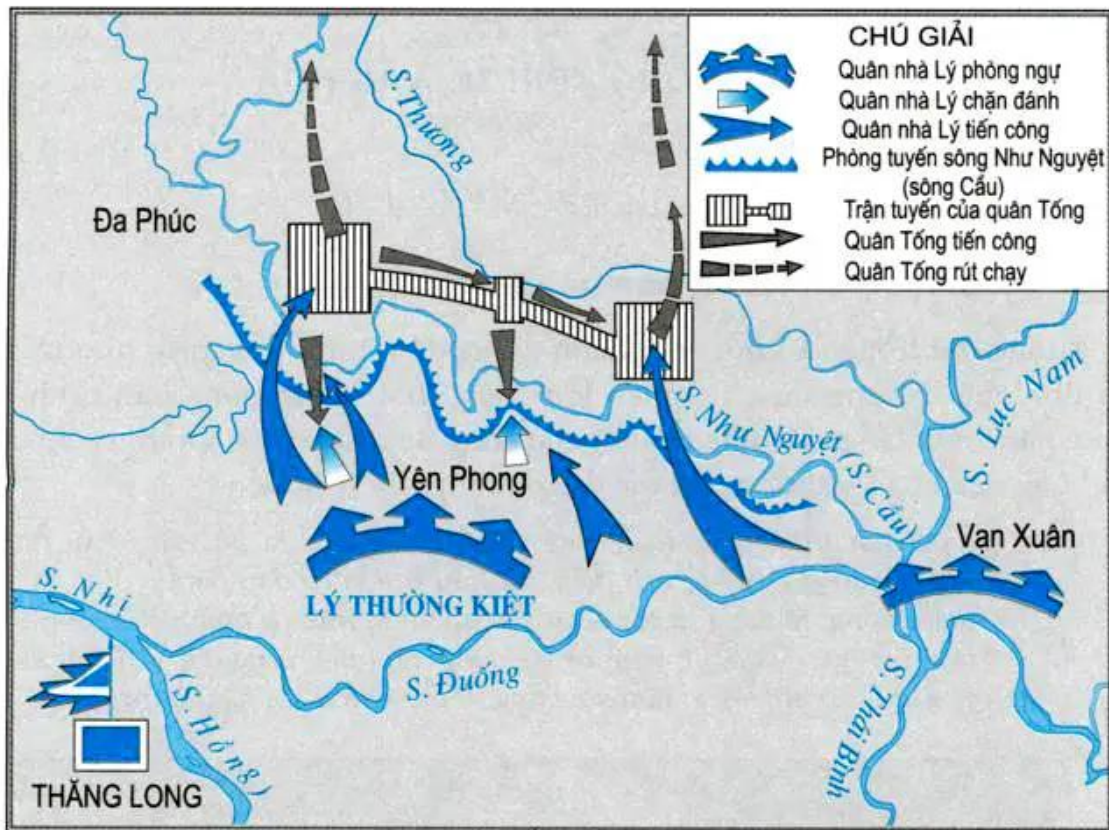 CHÚ GIẢI
Quân nhà Lý phòng ngự
Quân nhà Lý chặn đánh
Quân nhà Lý tiến công
Phòng tuyến sông Như Nguyệt
(sông Cầu)
Trận tuyến của quân Tống
Quân Tống tiến công
Quân Tống rút chạy
S. Thương
Đa Phúc
S. Lục Nam
S. Như Nguyệt (S. Cầu)
Yên Phong
Vạn Xuân
LÝ THƯỜNG KIỆT
S. Nhị
(S. Hồng)
S. Đuống
S. Thái Bình
THĂNG LONG